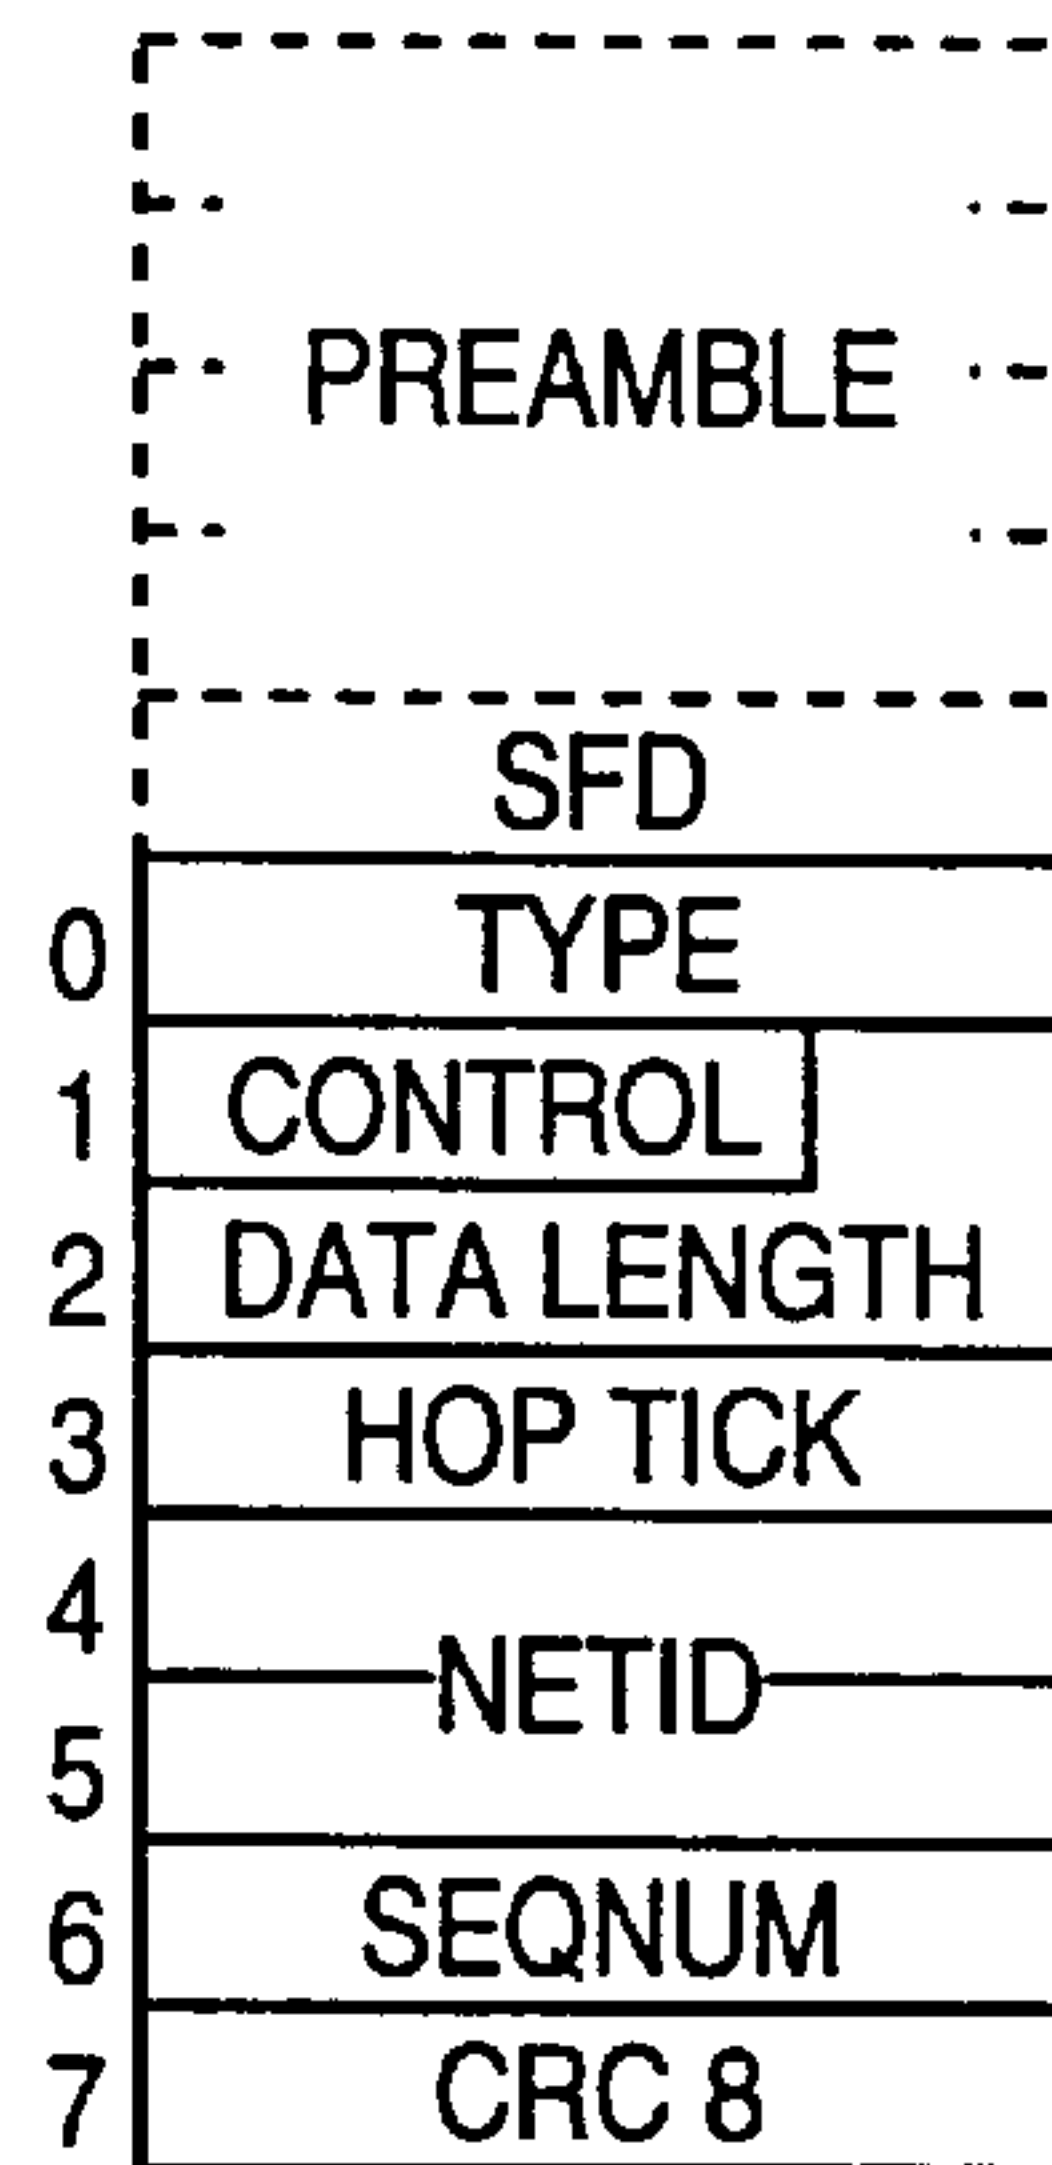 PREAMBLE
SFD
0 TYPE
1 CONTROL
2 DATA LENGTH
3 HOP TICK
4
NETID
5
6 SEQNUM
7 CRC 8